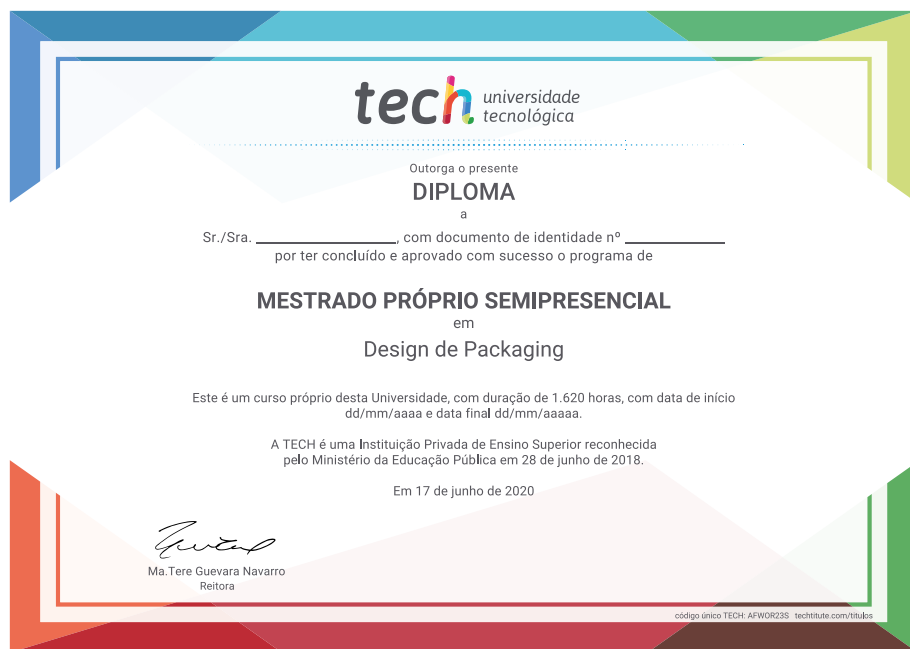 tech universidade
tecnológica
Outorga o presente
DIPLOMA
a
Sr./Sra. ____________________, com documento de identidade nº ______________
por ter concluído e aprovado com sucesso o programa de
MESTRADO PRÓPRIO SEMIPRESENCIAL
em
Design de Packaging
Este é um curso próprio desta Universidade, com duração de 1.620 horas, com data de início
dd/mm/aaaa e data final dd/mm/aaaaa.
A TECH é uma Instituição Privada de Ensino Superior reconhecida
pelo Ministério da Educação Pública em 28 de junho de 2018.
Em 17 de junho de 2020
Ma.Tere Guevara Navarro
Reitora
código único TECH: AFWOR23S techtitute.com/titulos